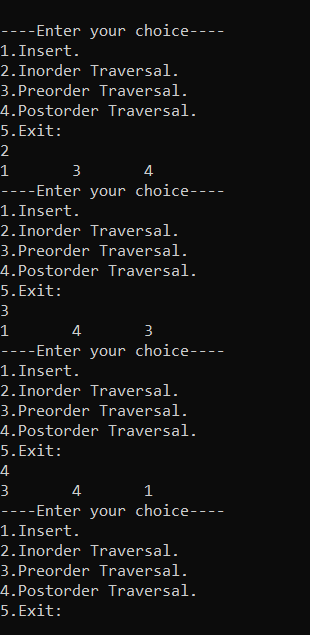 ----Enter your choice----
1.Insert.
2.Inorder Traversal.
3.Preorder Traversal.
4.Postorder Traversal.
5.Exit:
2
1       3       4
----Enter your choice----
1.Insert.
2.Inorder Traversal.
3.Preorder Traversal.
4.Postorder Traversal.
5.Exit:
3
1       4       3
----Enter your choice----
1.Insert.
2.Inorder Traversal.
3.Preorder Traversal.
4.Postorder Traversal.
5.Exit:
4
3       4       1
----Enter your choice----
1.Insert.
2.Inorder Traversal.
3.Preorder Traversal.
4.Postorder Traversal.
5.Exit: